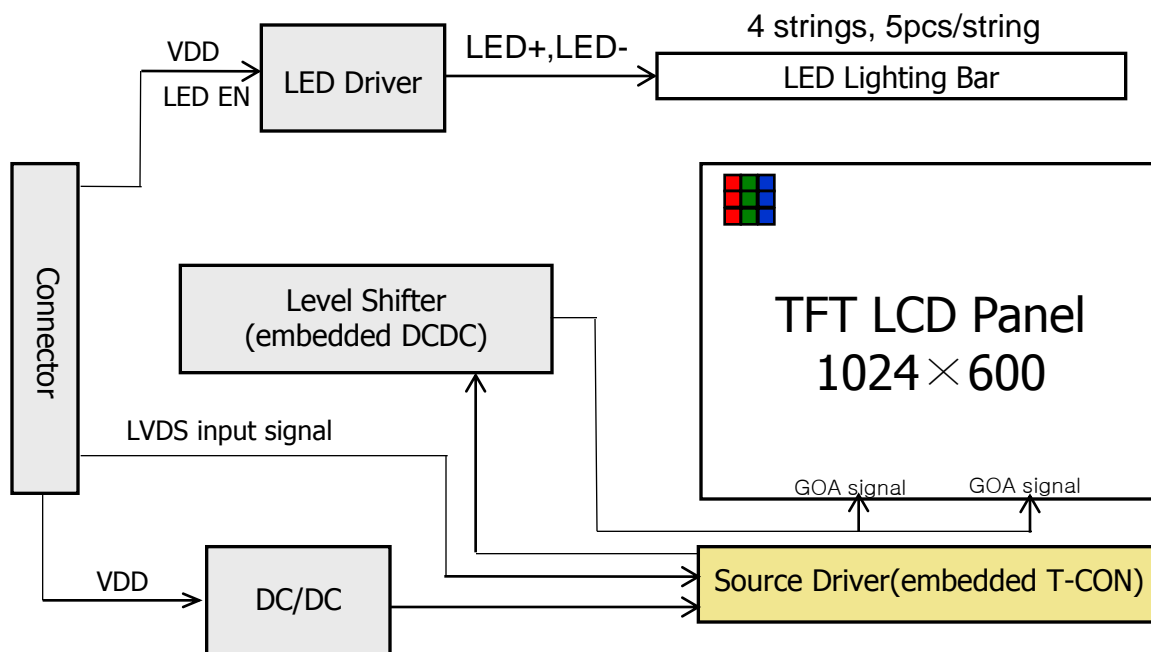 4 strings, 5pcs/string
VDD
LED EN
LED Driver
LED+,LED-
LED Lighting Bar
Connector
Level Shifter
(embedded DCDC)
TFT LCD Panel
1024×600
LVDS input signal
GOA signal
GOA signal
VDD
DC/DC
Source Driver(embedded T-CON)